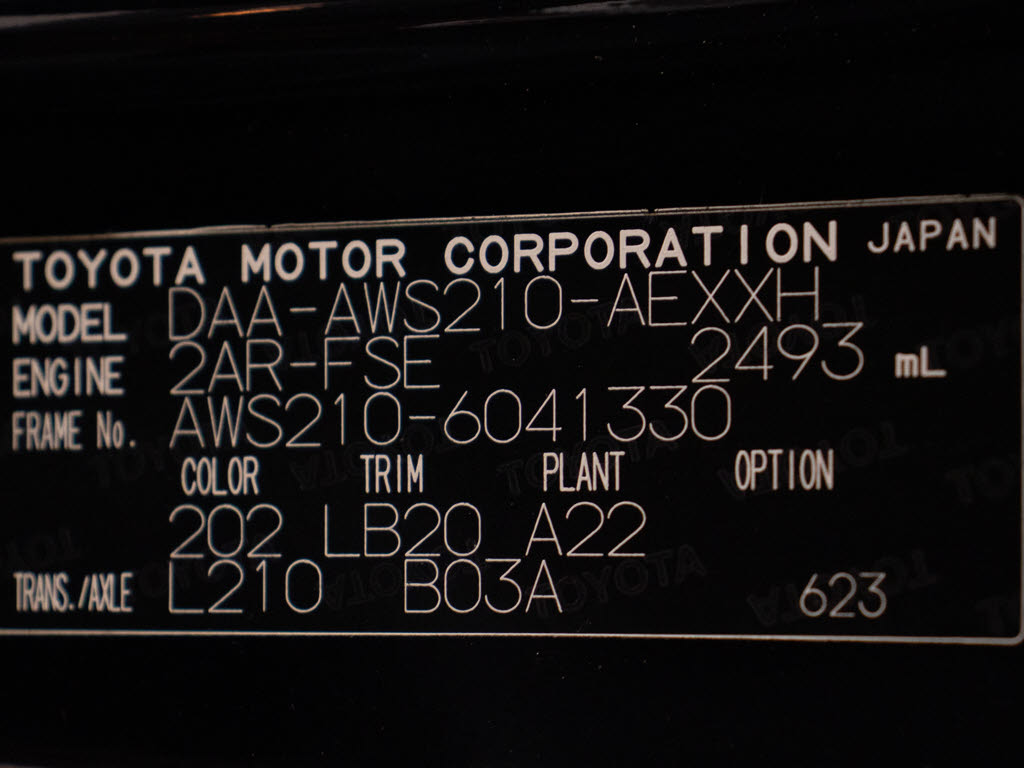 TOYOTA MOTOR CORPORATION JAPAN
MODEL DAA-AWS210-AEXXH
ENGINE 2AR-FSE 2493 mL
FRAME No. AWS210-6041330
COLOR TRIM PLANT OPTION
202 LB20 A22
TRANS./AXLE L210 B03A 623